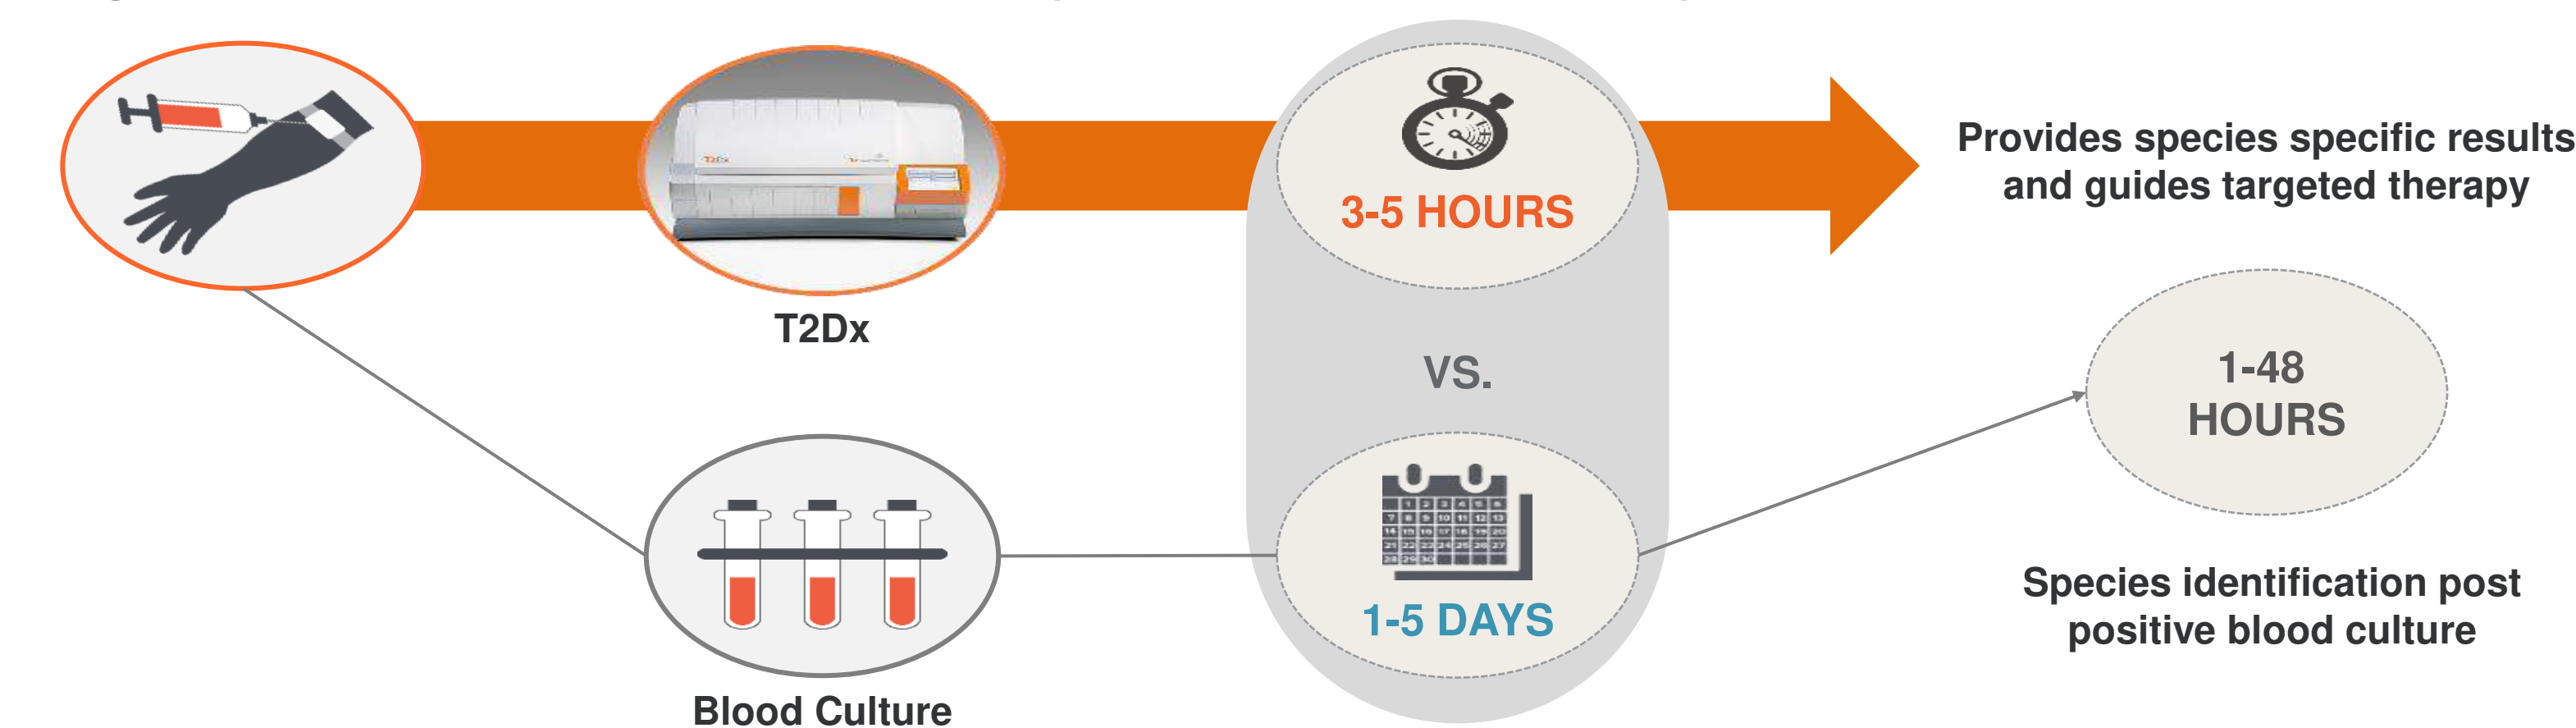 3-5 HOURS
Provides species specific results
and guides targeted therapy
T2Dx
VS.
1-48
HOURS
1-5 DAYS
Species identification post
positive blood culture
Blood Culture